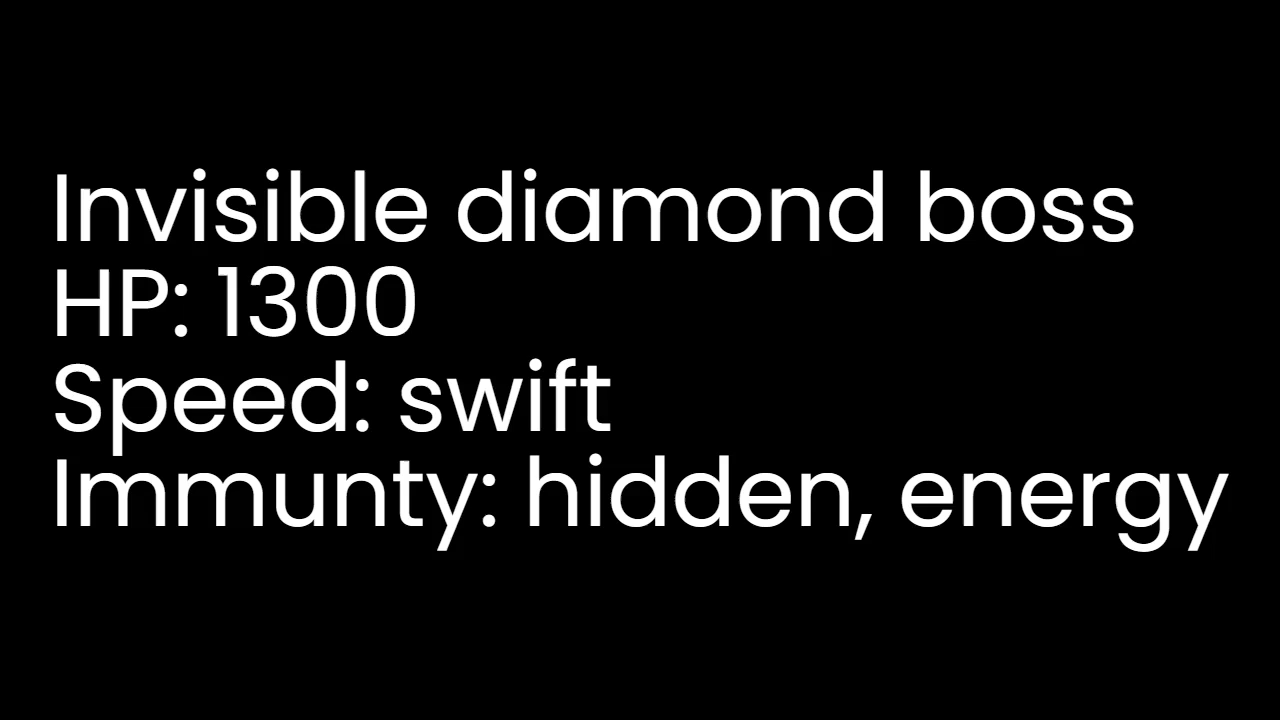 Invisible diamond boss
HP: 1300
Speed: swift
Immunty: hidden, energy